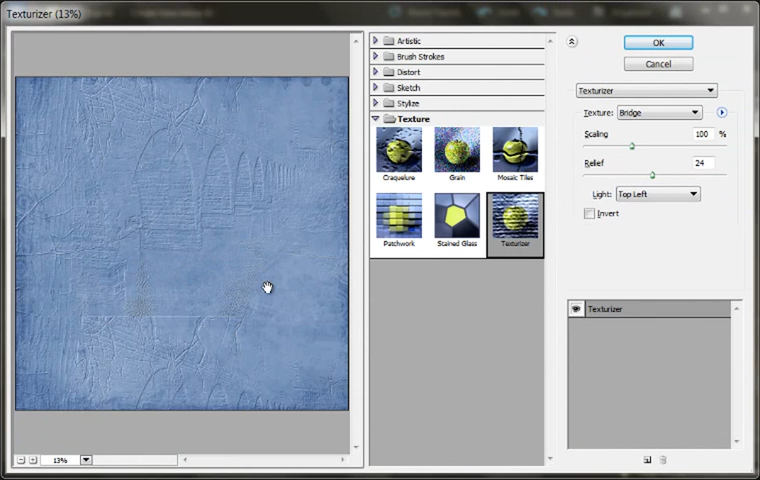 Texturizer (13%)
Artistic
Brush Strokes
Distort
Sketch
Stylize
Texture
Craquelure
Grain
Mosaic Tiles
Patchwork
Stained Glass
Texturizer
OK
Cancel
Texturizer
Texture: Bridge
Scaling 100 %
Relief 24
Light: Top Left
Invert
Texturizer
13%